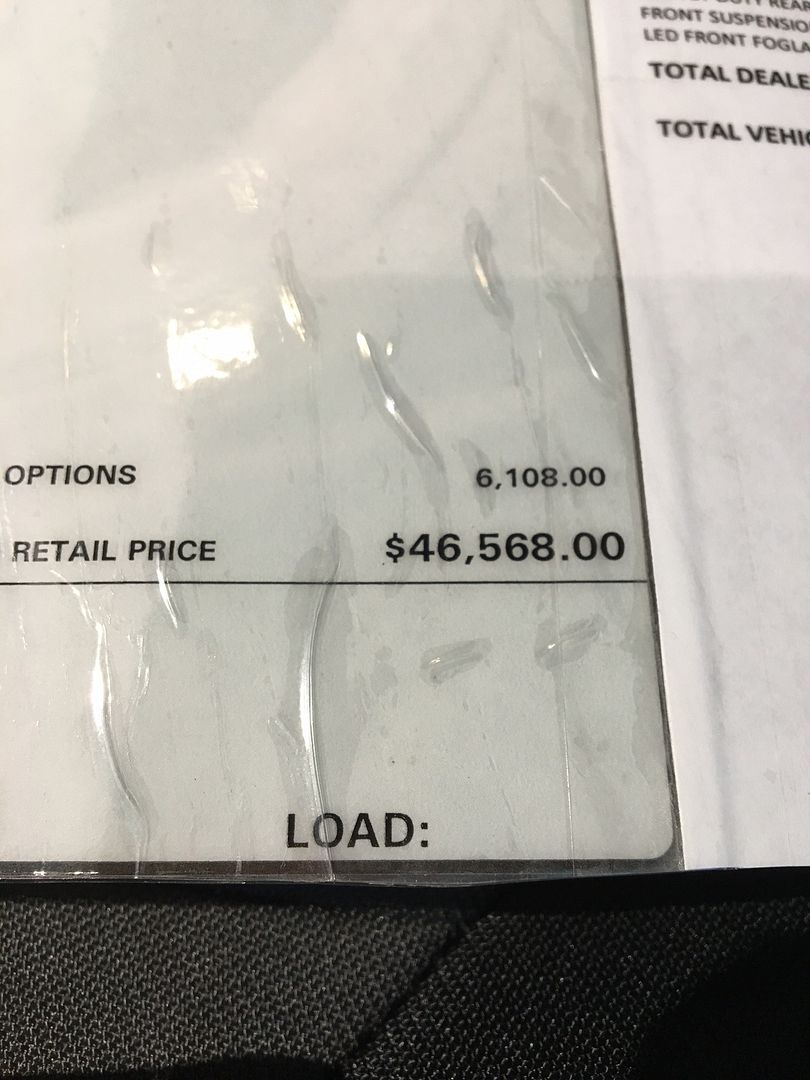 FRONT SUSPENSIO
LED FRONT FOGLA
TOTAL DEALE
TOTAL VEHIC
OPTIONS 6,108.00
RETAIL PRICE $46,568.00
LOAD: